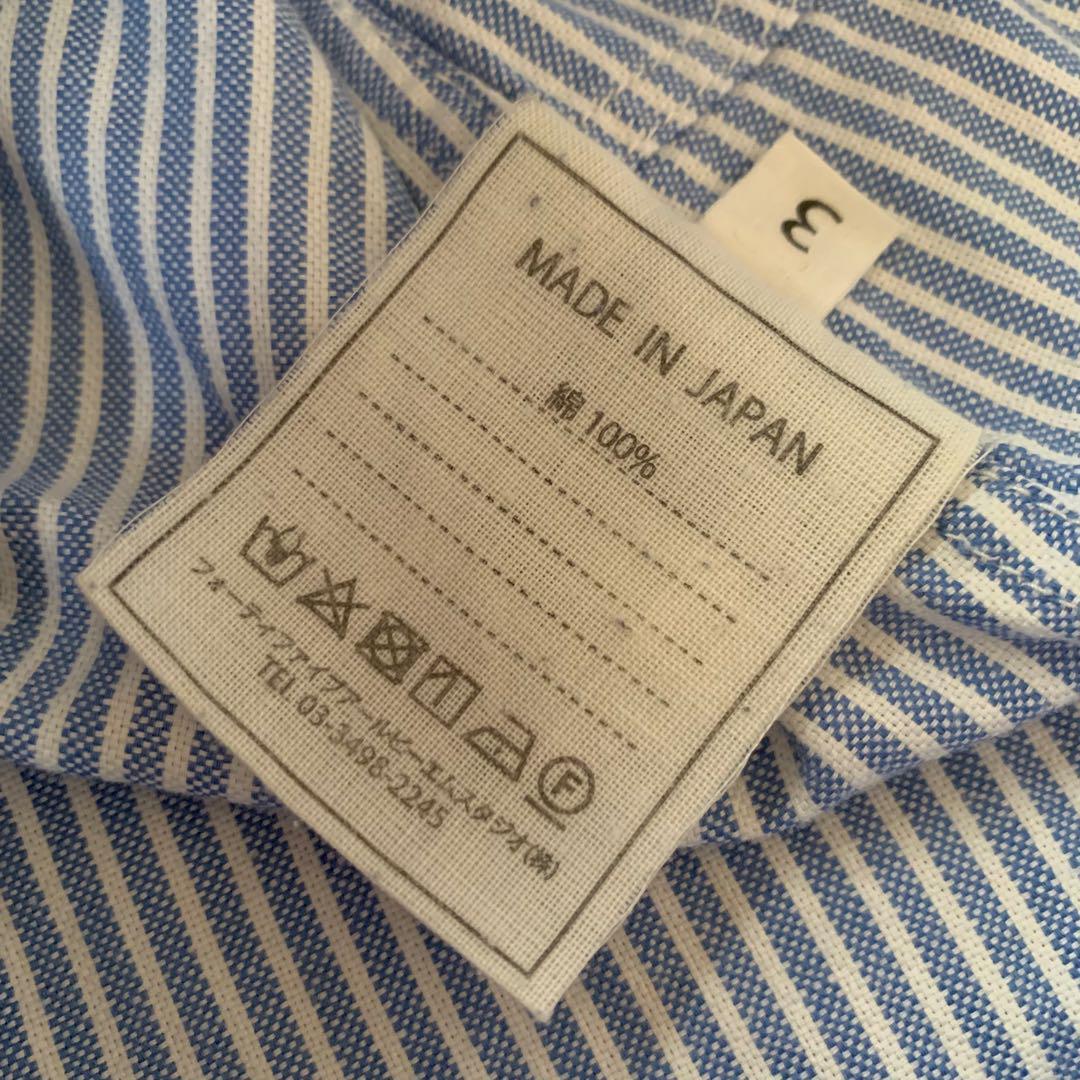 3
MADE IN JAPAN
綿 100%
F
フォーティファイブアールピーエムスタジオ(株)
TEL 03-3498-2245